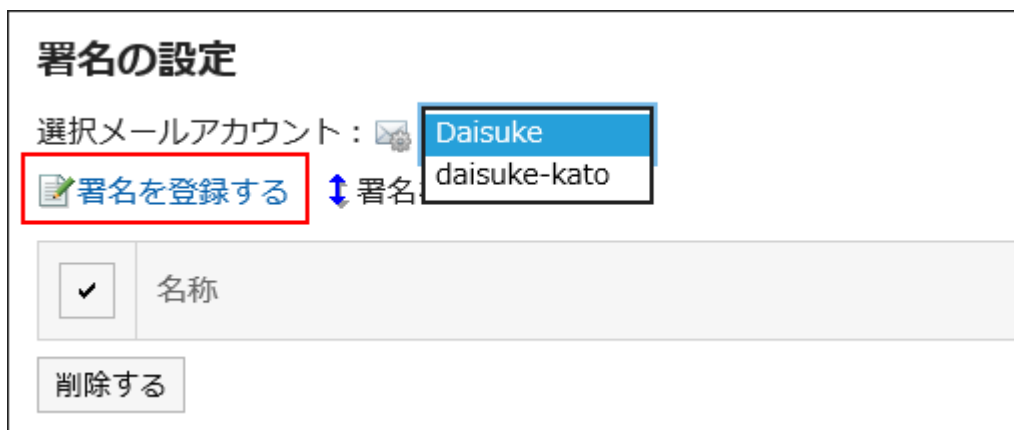 署名の設定
選択メールアカウント： Daisuke
daisuke-kato
署名を登録する 署名
名称
削除する